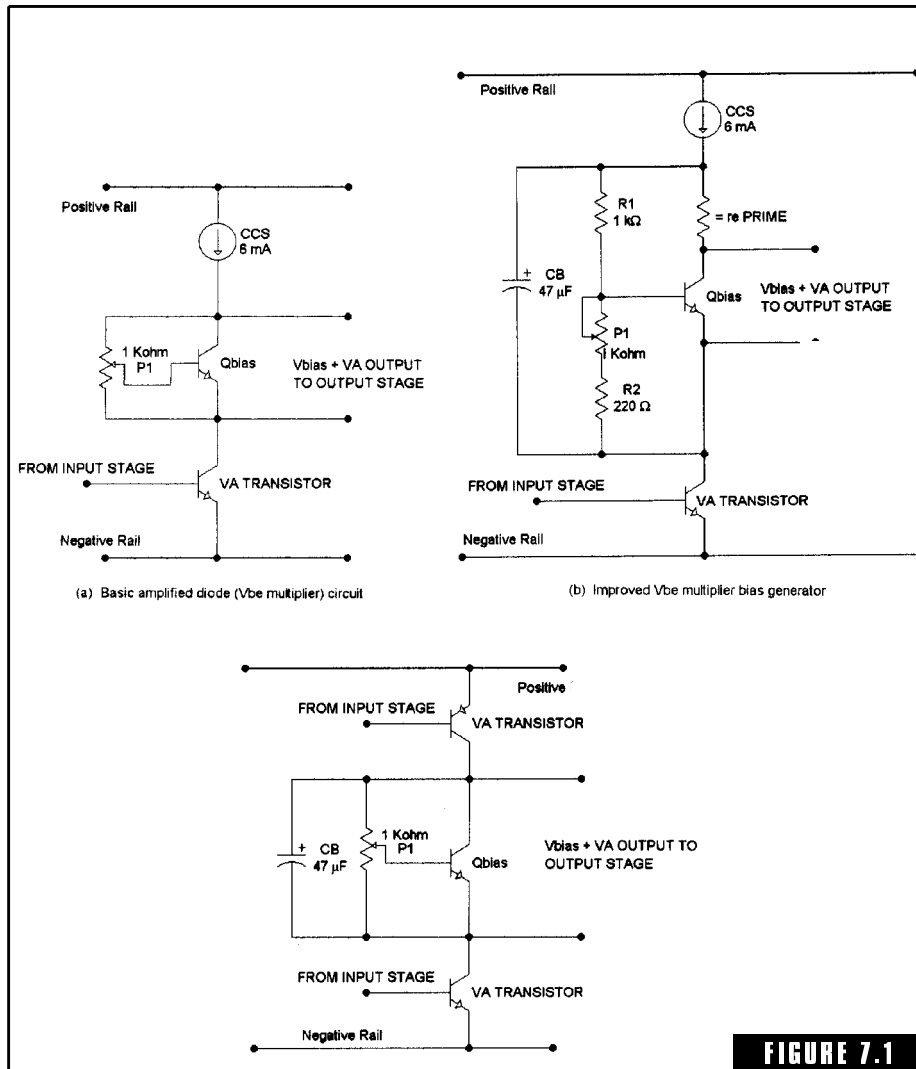 Positive Rail
CCS
6 mA
1 Kohm
P1
Qbias
Vbias + VA OUTPUT
TO OUTPUT STAGE
FROM INPUT STAGE
VA TRANSISTOR
Negative Rail
(a) Basic amplified diode (Vbe multiplier) circuit
Positive Rail
CCS
6 mA
R1
1 kΩ
= re PRIME
+
CB
47 µF
Qbias
Vbias + VA OUTPUT
TO OUTPUT STAGE
P1
1 Kohm
R2
220 Ω
FROM INPUT STAGE
VA TRANSISTOR
Negative Rail
(b) Improved Vbe multiplier bias generator
Positive
FROM INPUT STAGE
VA TRANSISTOR
+
CB
47 µF
1 Kohm
P1
Qbias
Vbias + VA OUTPUT TO
OUTPUT STAGE
FROM INPUT STAGE
VA TRANSISTOR
Negative Rail
FIGURE 7.1